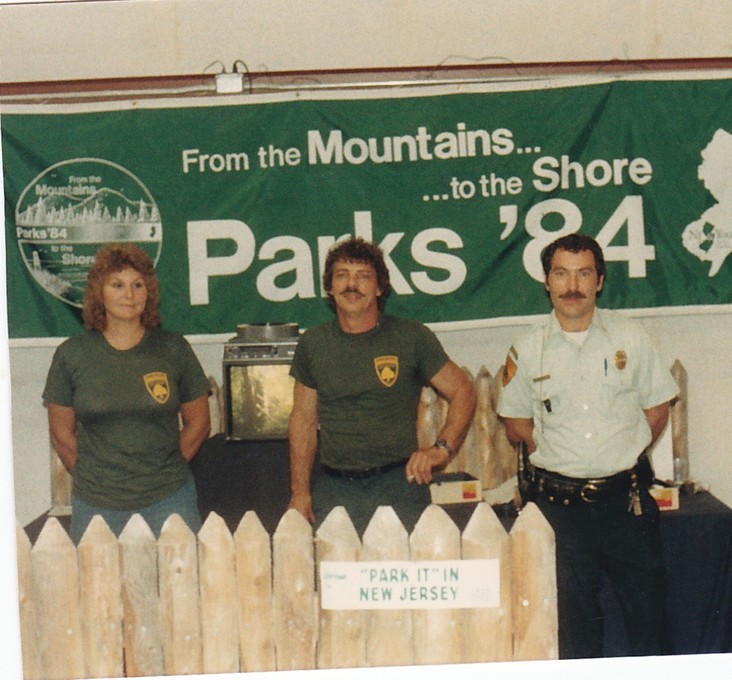 From the Mountains...
...to the Shore
Parks '84
From the
Mountains
Parks '84
to the
Shore
"PARK IT" IN
NEW JERSEY